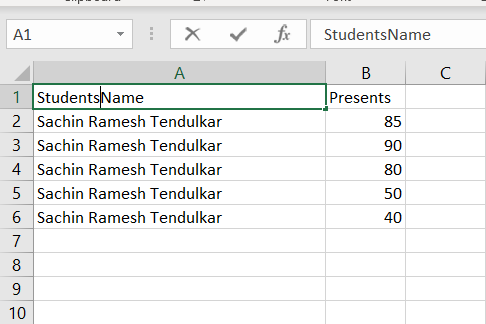 A1 fx StudentsName
A B C
1 StudentsName Presents
2 Sachin Ramesh Tendulkar 85
3 Sachin Ramesh Tendulkar 90
4 Sachin Ramesh Tendulkar 80
5 Sachin Ramesh Tendulkar 50
6 Sachin Ramesh Tendulkar 40
7
8
9
10